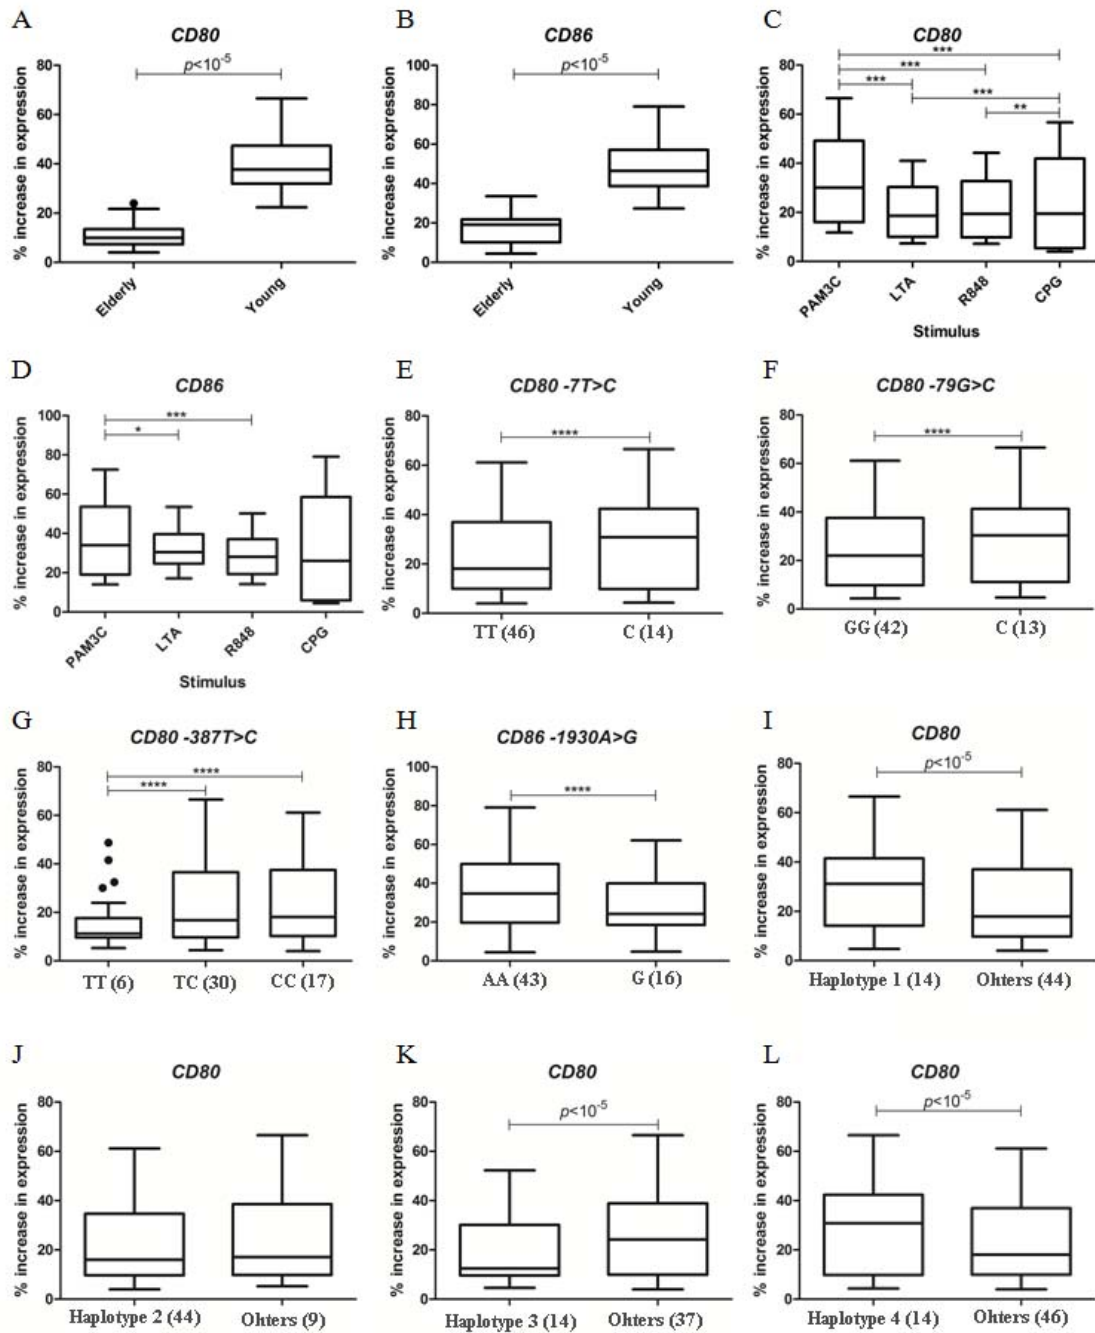 A
CD80
p<10-5
% increase in expression
80
60
40
20
0
Elderly
Young
B
CD86
p<10-5
% increase in expression
100
80
60
40
20
0
Elderly
Young
C
CD80
***
***
***
***
**
% increase in expression
80
60
40
20
0
PAM3C
LTA
R848
CPG
Stimulus
D
CD86
***
*
% increase in expression
100
80
60
40
20
0
PAM3C
LTA
R848
CPG
Stimulus
E
CD80 -7T>C
****
% increase in expression
80
60
40
20
0
TT (46)
C (14)
F
CD80 -79G>C
****
% increase in expression
80
60
40
20
0
GG (42)
C (13)
G
CD80 -387T>C
****
****
% increase in expression
80
60
40
20
0
TT (6)
TC (30)
CC (17)
H
CD86 -1930A>G
****
% increase in expression
100
80
60
40
20
0
AA (43)
G (16)
I
CD80
p<10-5
% increase in expression
80
60
40
20
0
Haplotype 1 (14)
Ohters (44)
J
CD80
% increase in expression
80
60
40
20
0
Haplotype 2 (44)
Ohters (9)
K
CD80
p<10-5
% increase in expression
80
60
40
20
0
Haplotype 3 (14)
Ohters (37)
L
CD80
p<10-5
% increase in expression
80
60
40
20
0
Haplotype 4 (14)
Ohters (46)